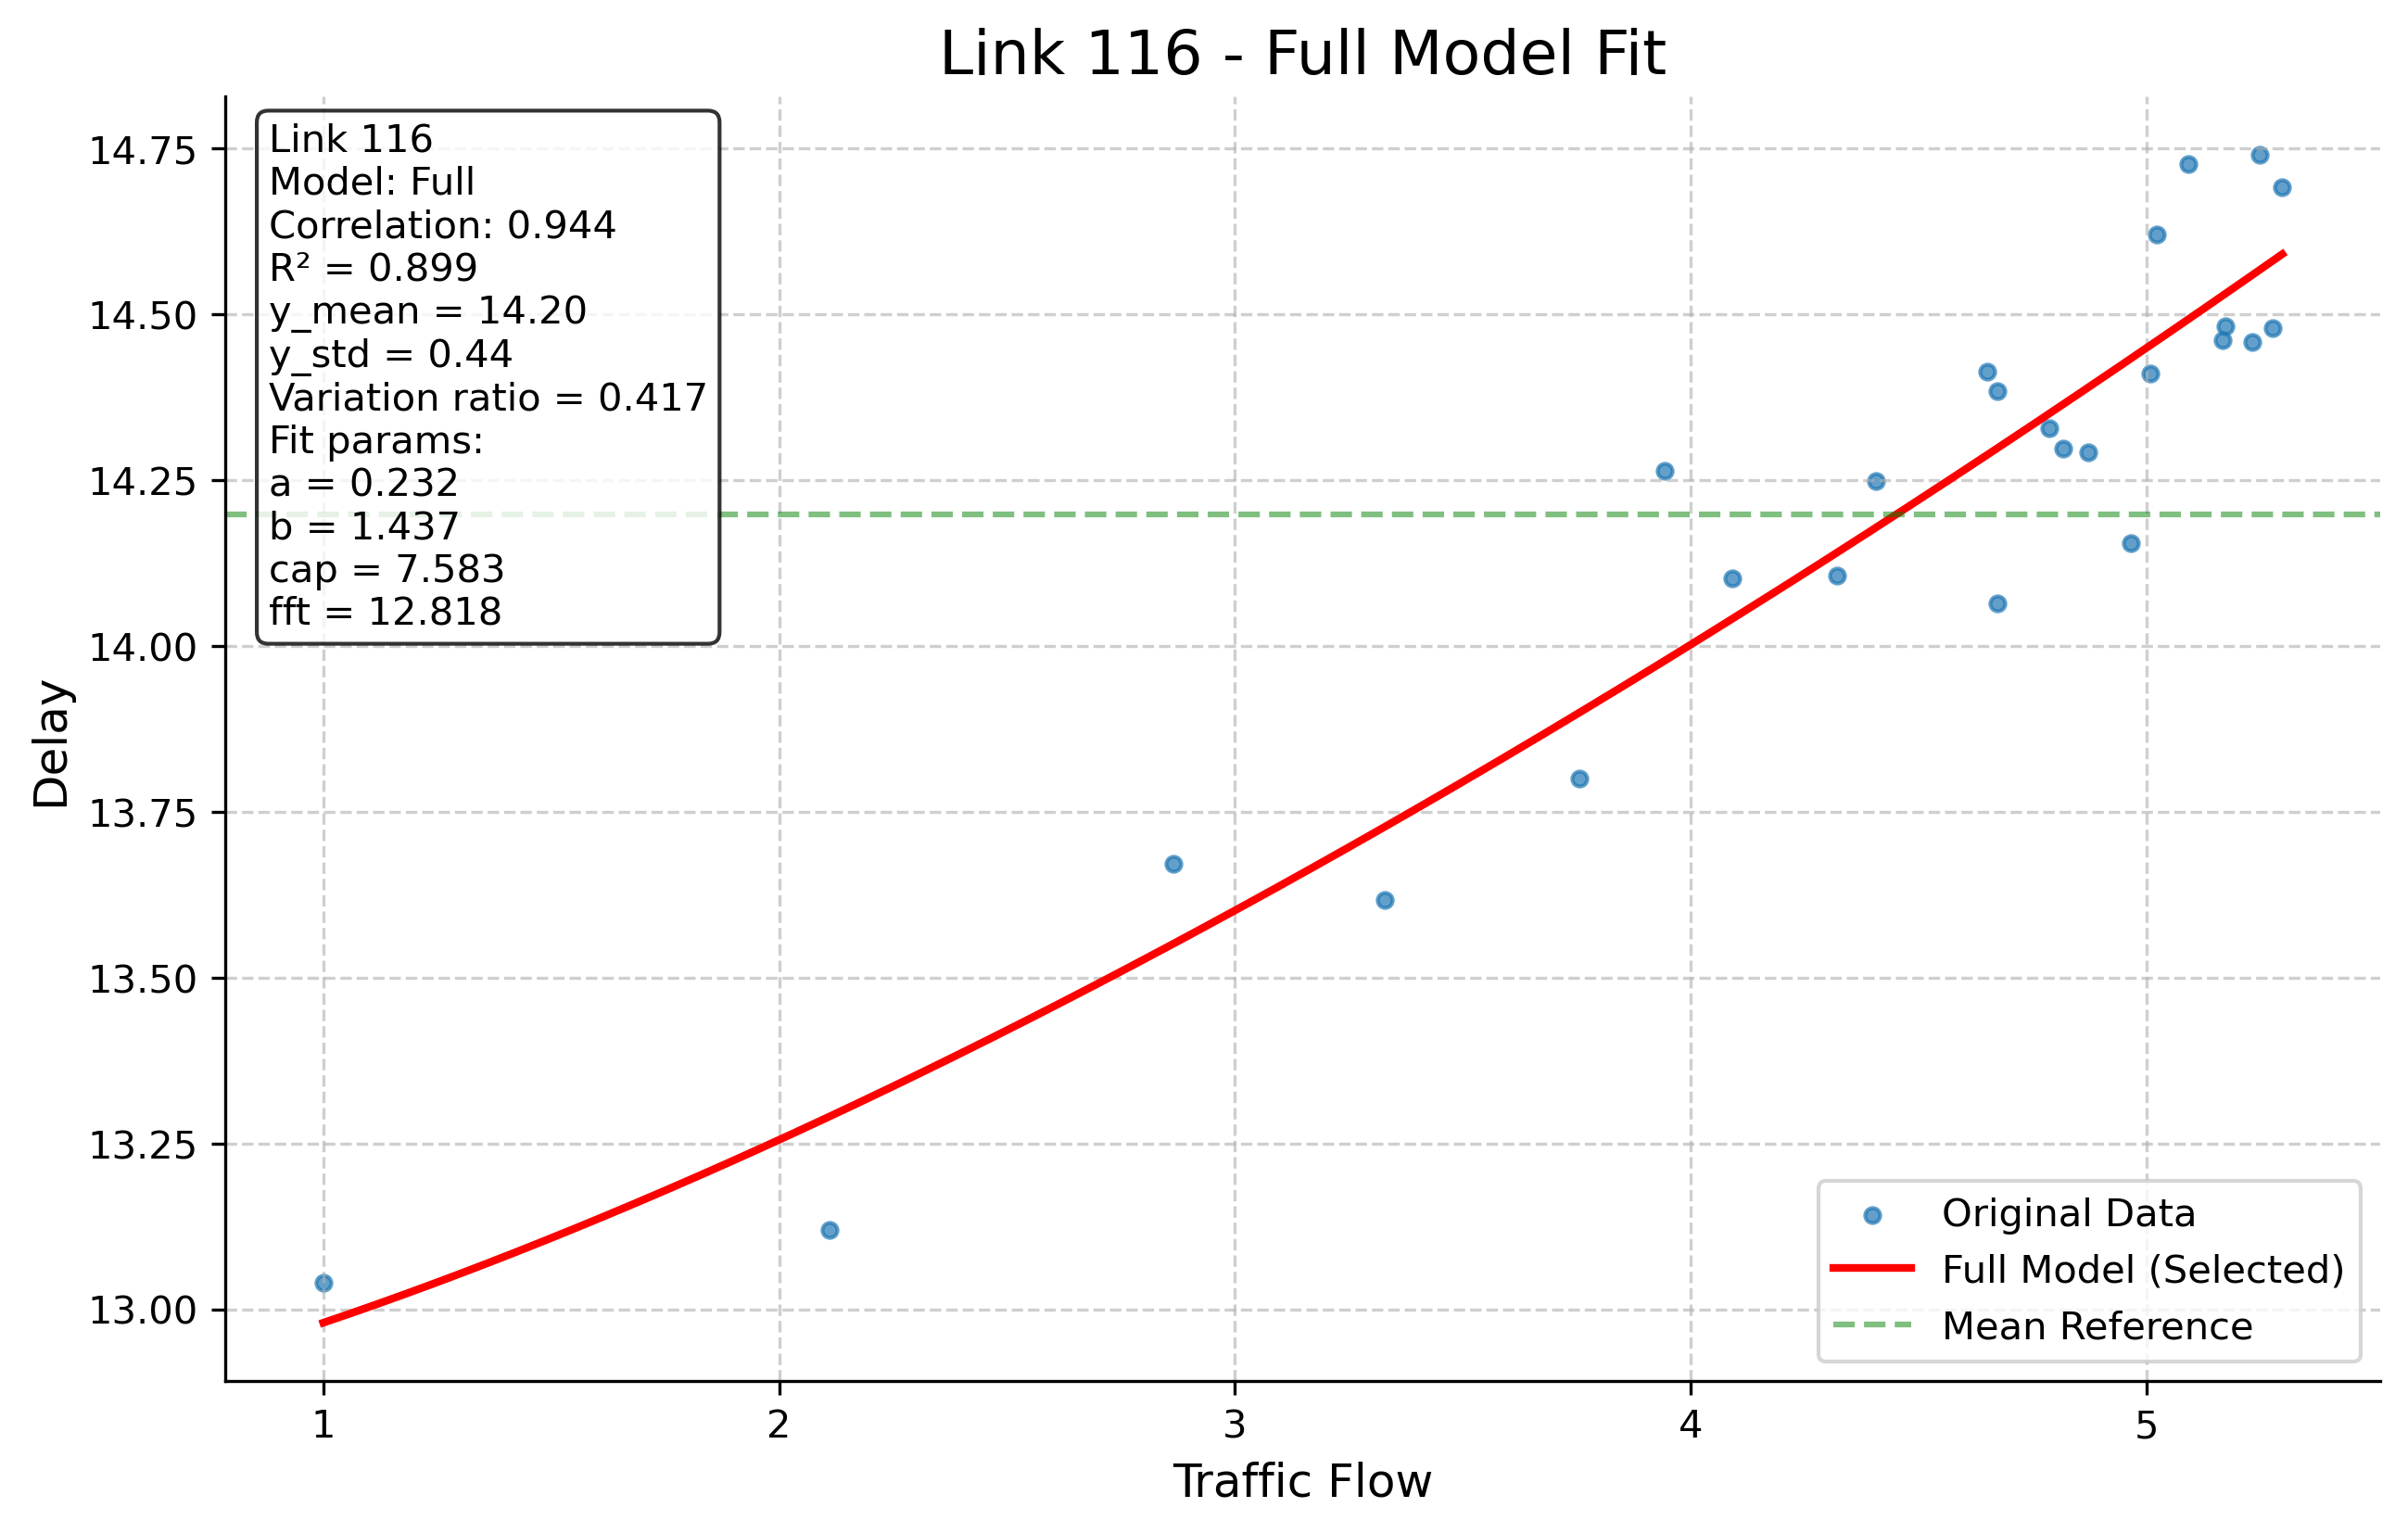 Link 116 - Full Model Fit
Link 116
Model: Full
Correlation: 0.944
R² = 0.899
y_mean = 14.20
y_std = 0.44
Variation ratio = 0.417
Fit params:
a = 0.232
b = 1.437
cap = 7.583
fft = 12.818
14.75
14.50
14.25
14.00
13.75
13.50
13.25
13.00
Delay
Original Data
Full Model (Selected)
Mean Reference
1 2 3 4 5
Traffic Flow